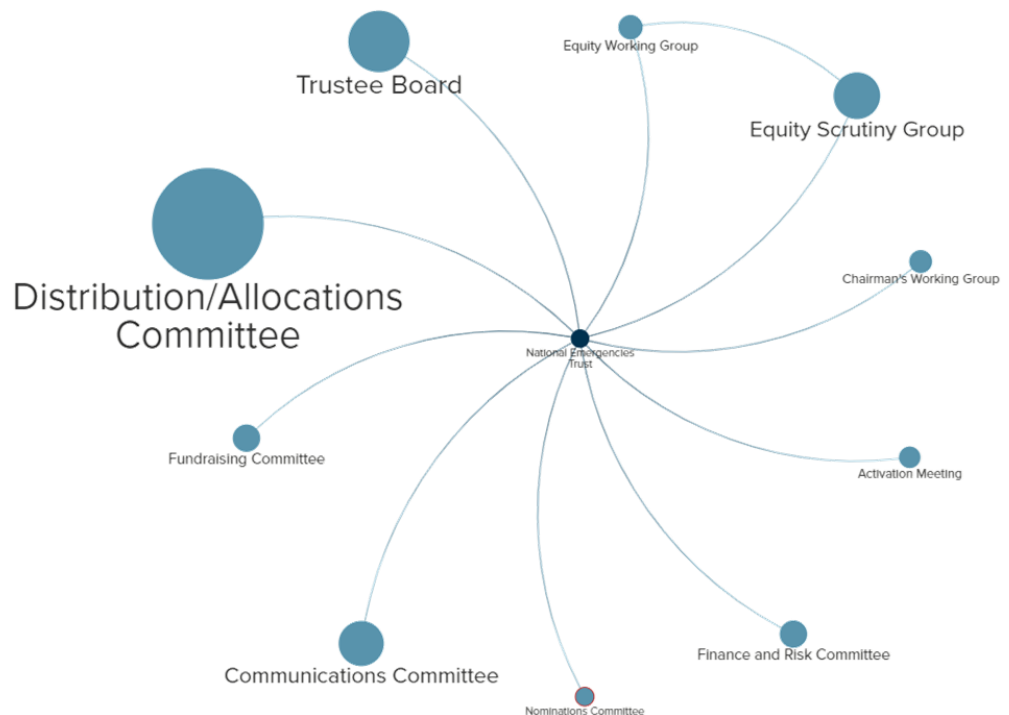 Equity Working Group
Trustee Board
Equity Scrutiny Group
Chairman's Working Group
Distribution/Allocations
Committee
National Emergencies
Trust
Fundraising Committee
Activation Meeting
Finance and Risk Committee
Communications Committee
Nominations Committee